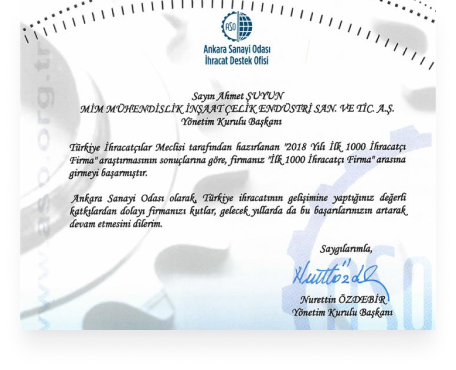 ASO
Ankara Sanayi Odası
İhracat Destek Ofisi
Sayın Ahmet ŞUYUN
MİM MÜHENDİSLİK İNŞAAT ÇELİK ENDÜSTRİ SAN. VE TİC. A.Ş.
Yönetim Kurulu Başkanı
Türkiye İhracatçılar Meclisi tarafından hazırlanan "2018 Yılı İlk 1000 İhracatçı
Firma" araştırmasının sonuçlarına göre, firmanız "İlk 1000 İhracatçı Firma" arasına
girmeyi başarmıştır.
Ankara Sanayi Odası olarak, Türkiye ihracatının gelişimine yaptığınız değerli
katkılardan dolayı firmanızı kutlar, gelecek yıllarda da bu başarılarınızın artarak
devam etmesini dilerim.
Saygılarımla,
Nurettin ÖZDEBİR
Yönetim Kurulu Başkanı
www.aso.org.tr
ASO